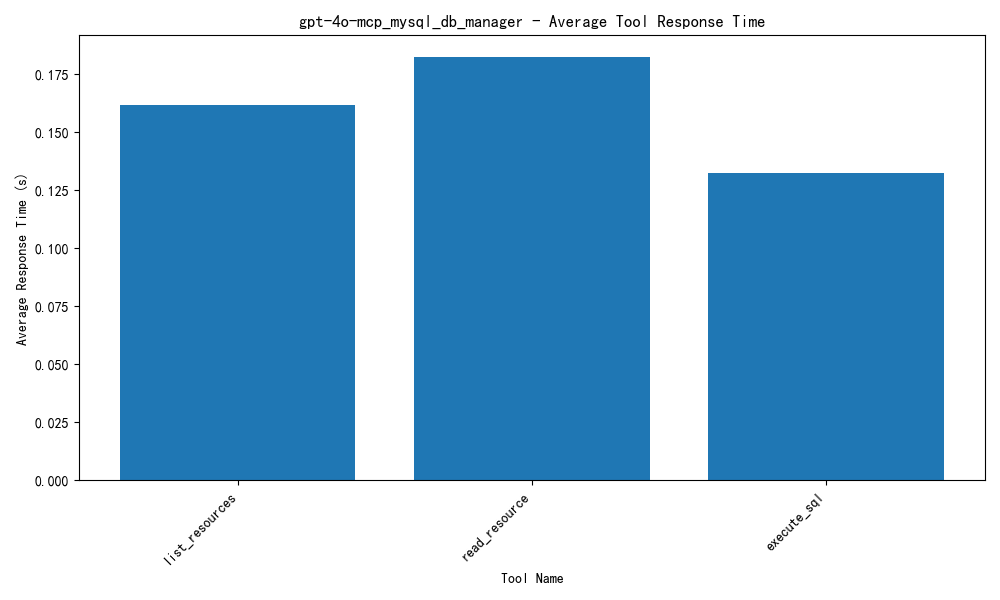 gpt-4o-mcp_mysql_db_manager - Average Tool Response Time
Average Response Time (s)
0.175
0.150
0.125
0.100
0.075
0.050
0.025
0.000
list_resources
read_resource
execute_sql
Tool Name